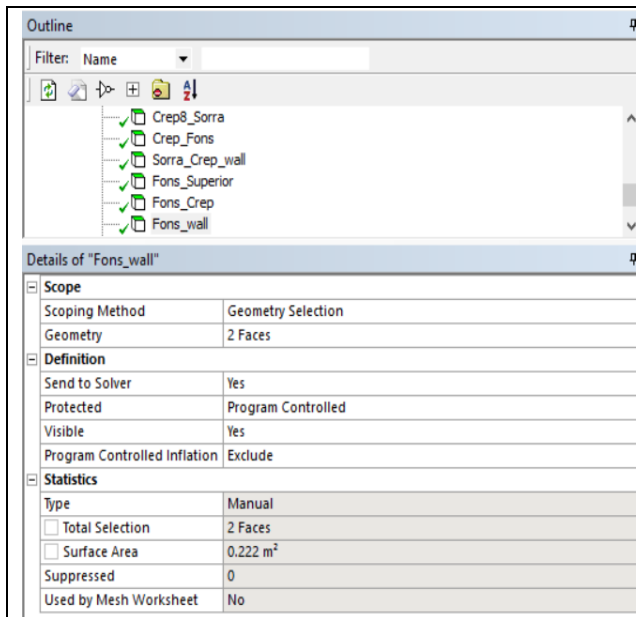 Outline
Filter: Name
Crep8_Sorra
Crep_Fons
Sorra_Crep_wall
Fons_Superior
Fons_Crep
Fons_wall
Details of "Fons_wall"
Scope
Scoping Method Geometry Selection
Geometry 2 Faces
Definition
Send to Solver Yes
Protected Program Controlled
Visible Yes
Program Controlled Inflation Exclude
Statistics
Type Manual
Total Selection 2 Faces
Surface Area 0.222 m²
Suppressed 0
Used by Mesh Worksheet No